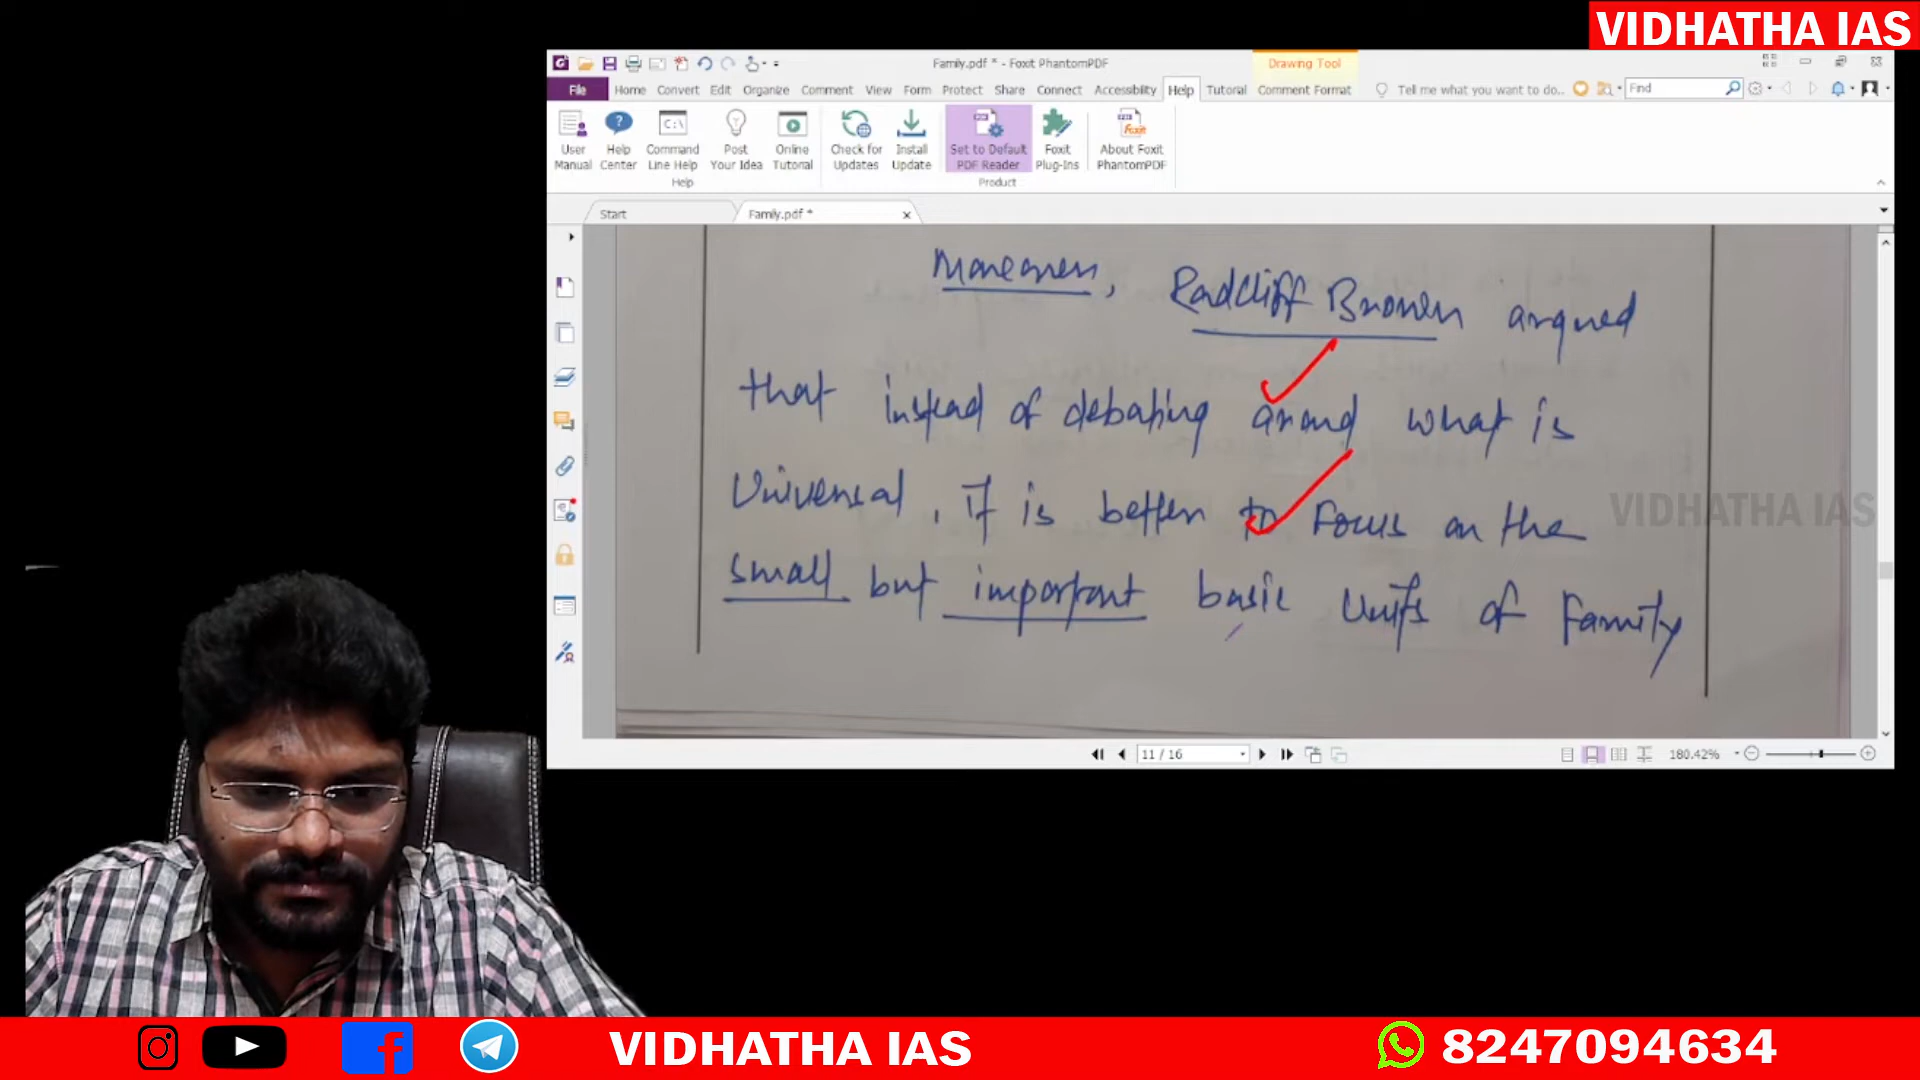 VIDHATHA IAS
Family.pdf * - Foxit PhantomPDF
Drawing Tool
File Home Convert Edit Organize Comment View Form Protect Share Connect Accessibility Help Tutorial Comment Format Tell me what you want to do.. Find
User Manual
Help Center
C:\
Command Line Help
Post Your Idea
Online Tutorial
Check for Updates
Install Update
Set to Default PDF Reader
Foxit Plug-Ins
Foxit
About Foxit PhantomPDF
Help
Product
Start
Family.pdf *
Moreover, Radcliff Brown argued
that instead of debating around what is
Universal, it is better to Focus on the
small but important basic Units of Family
VIDHATHA IAS
11 / 16
180.42%
VIDHATHA IAS
8247094634